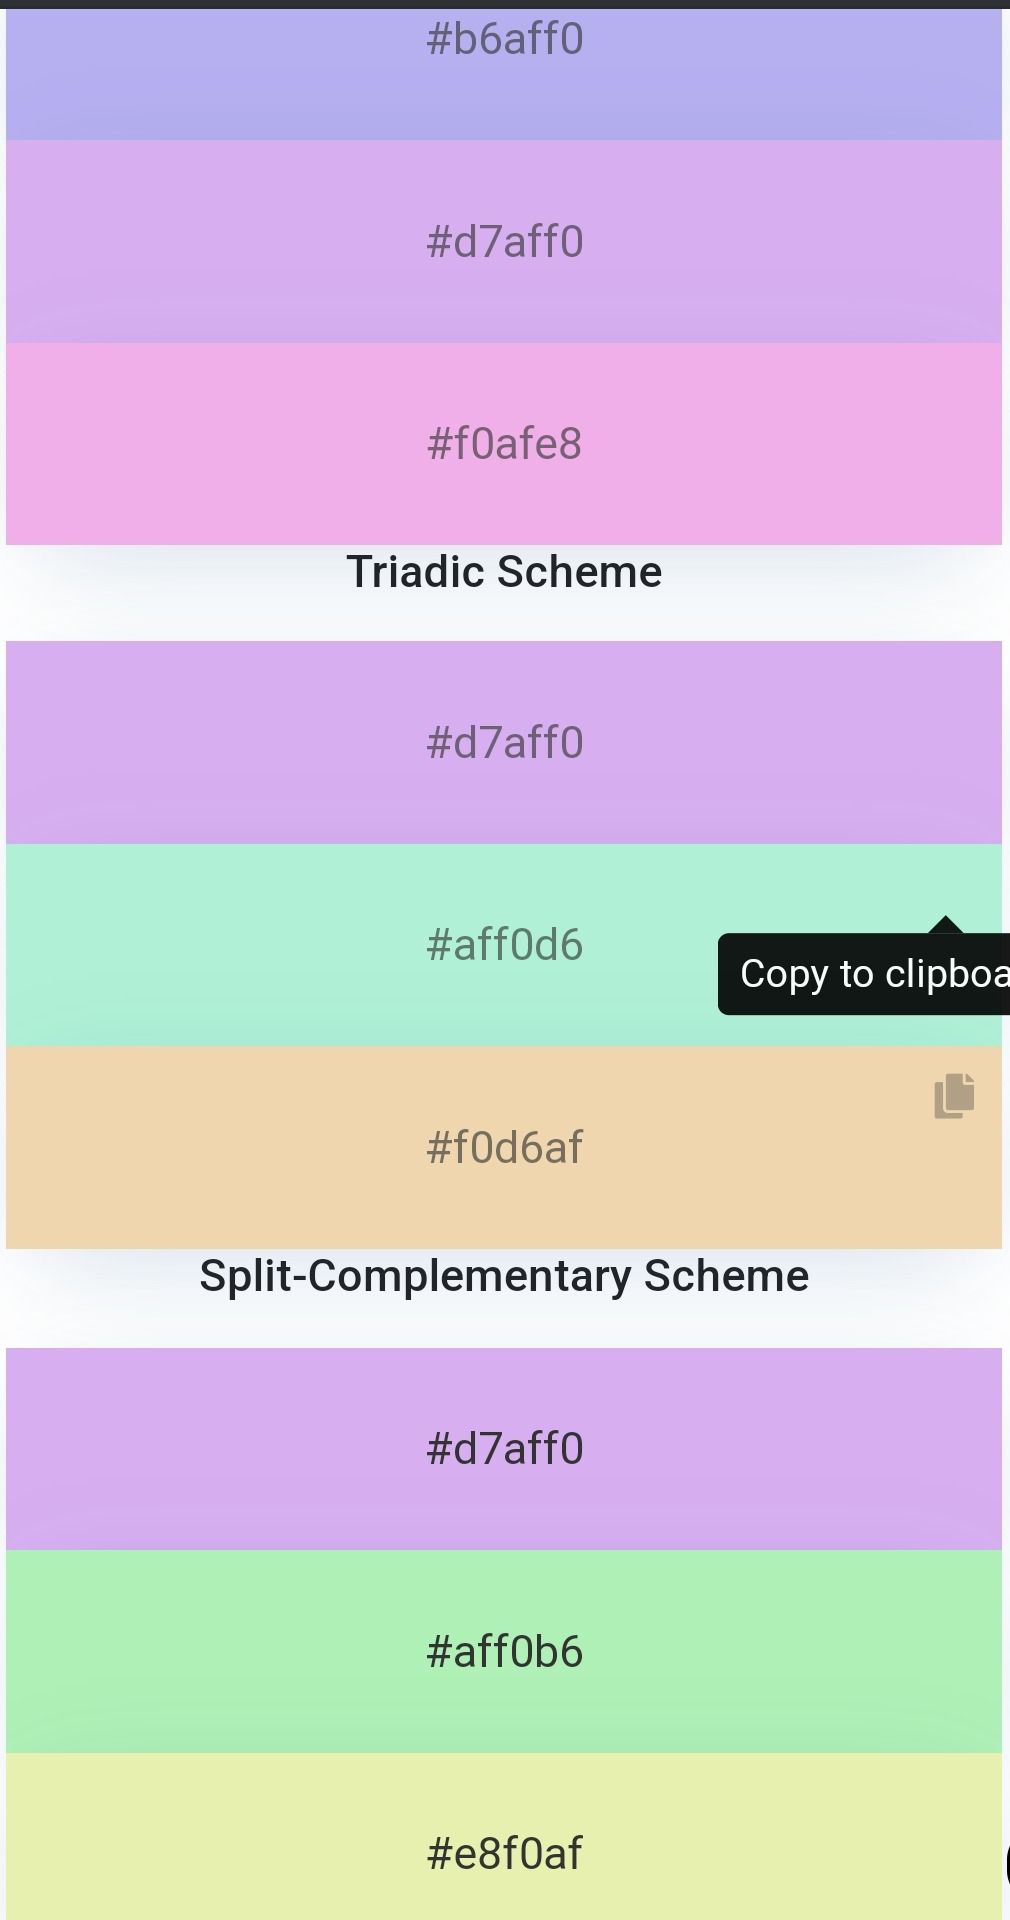 #b6aff0
#d7aff0
#f0afe8
Triadic Scheme
#d7aff0
#aff0d6
Copy to clipboa
#f0d6af
Split-Complementary Scheme
#d7aff0
#aff0b6
#e8f0af